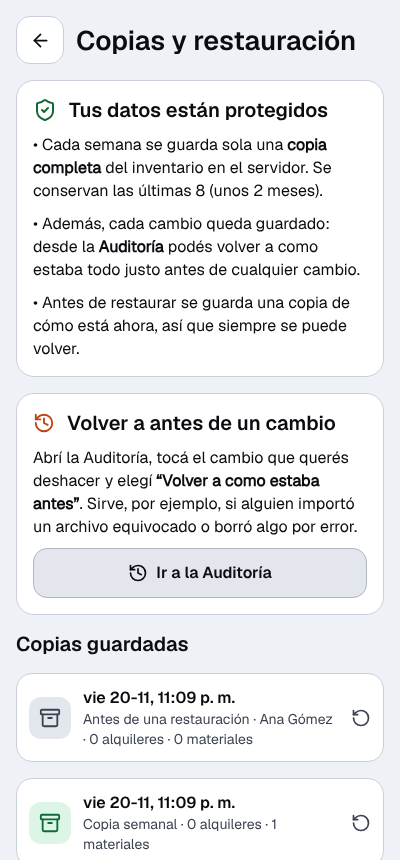 Copias y restauración
Tus datos están protegidos
• Cada semana se guarda sola una copia
completa del inventario en el servidor. Se
conservan las últimas 8 (unos 2 meses).
• Además, cada cambio queda guardado:
desde la Auditoría podés volver a como
estaba todo justo antes de cualquier cambio.
• Antes de restaurar se guarda una copia de
cómo está ahora, así que siempre se puede
volver.
Volver a antes de un cambio
Abrí la Auditoría, tocá el cambio que querés
deshacer y elegí “Volver a como estaba
antes”. Sirve, por ejemplo, si alguien importó
un archivo equivocado o borró algo por error.
Ir a la Auditoría
Copias guardadas
vie 20-11, 11:09 p. m.
Antes de una restauración · Ana Gómez
· 0 alquileres · 0 materiales
vie 20-11, 11:09 p. m.
Copia semanal · 0 alquileres · 1
materiales